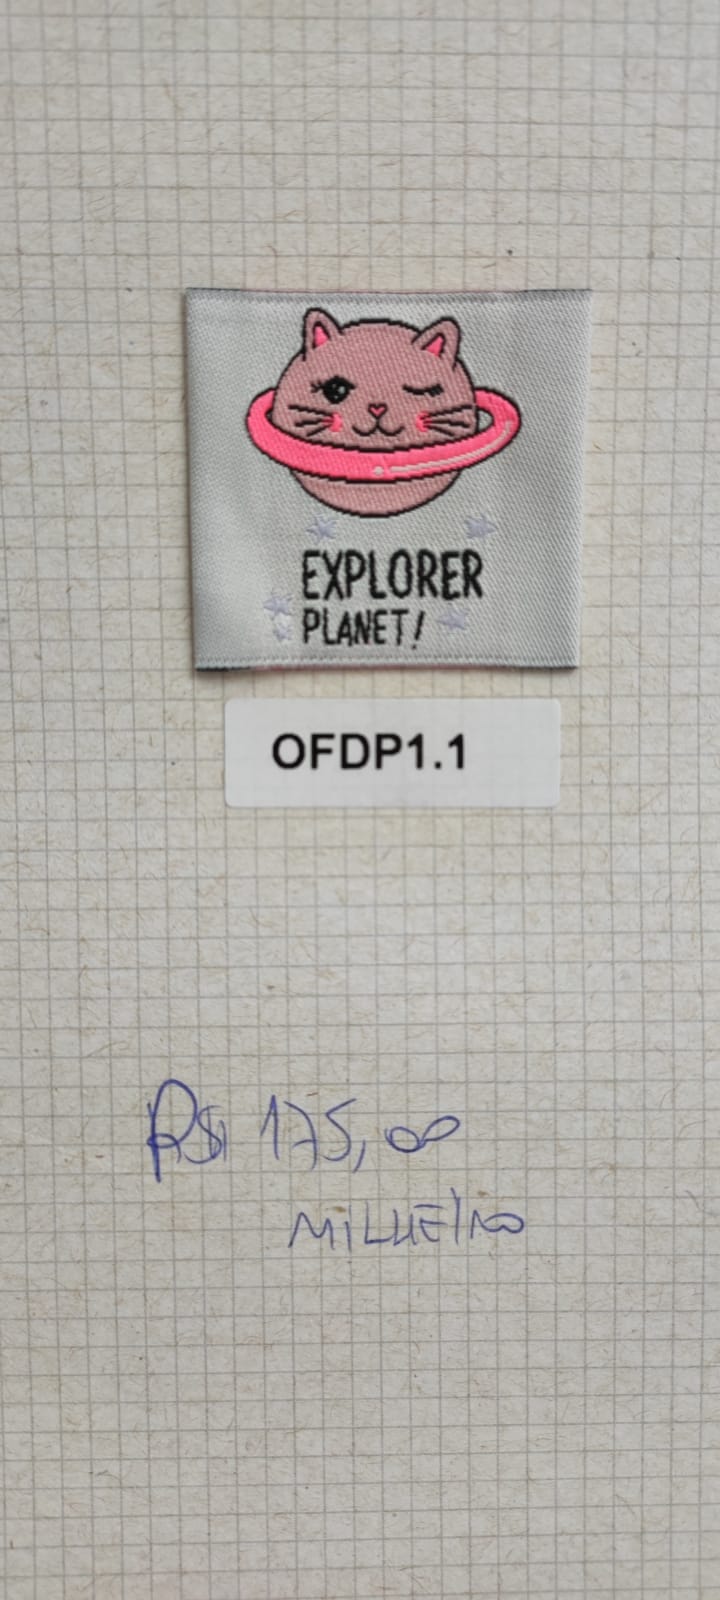 EXPLORER
PLANET!
OFDP1.1
R$ 175,00
MILHEIRO